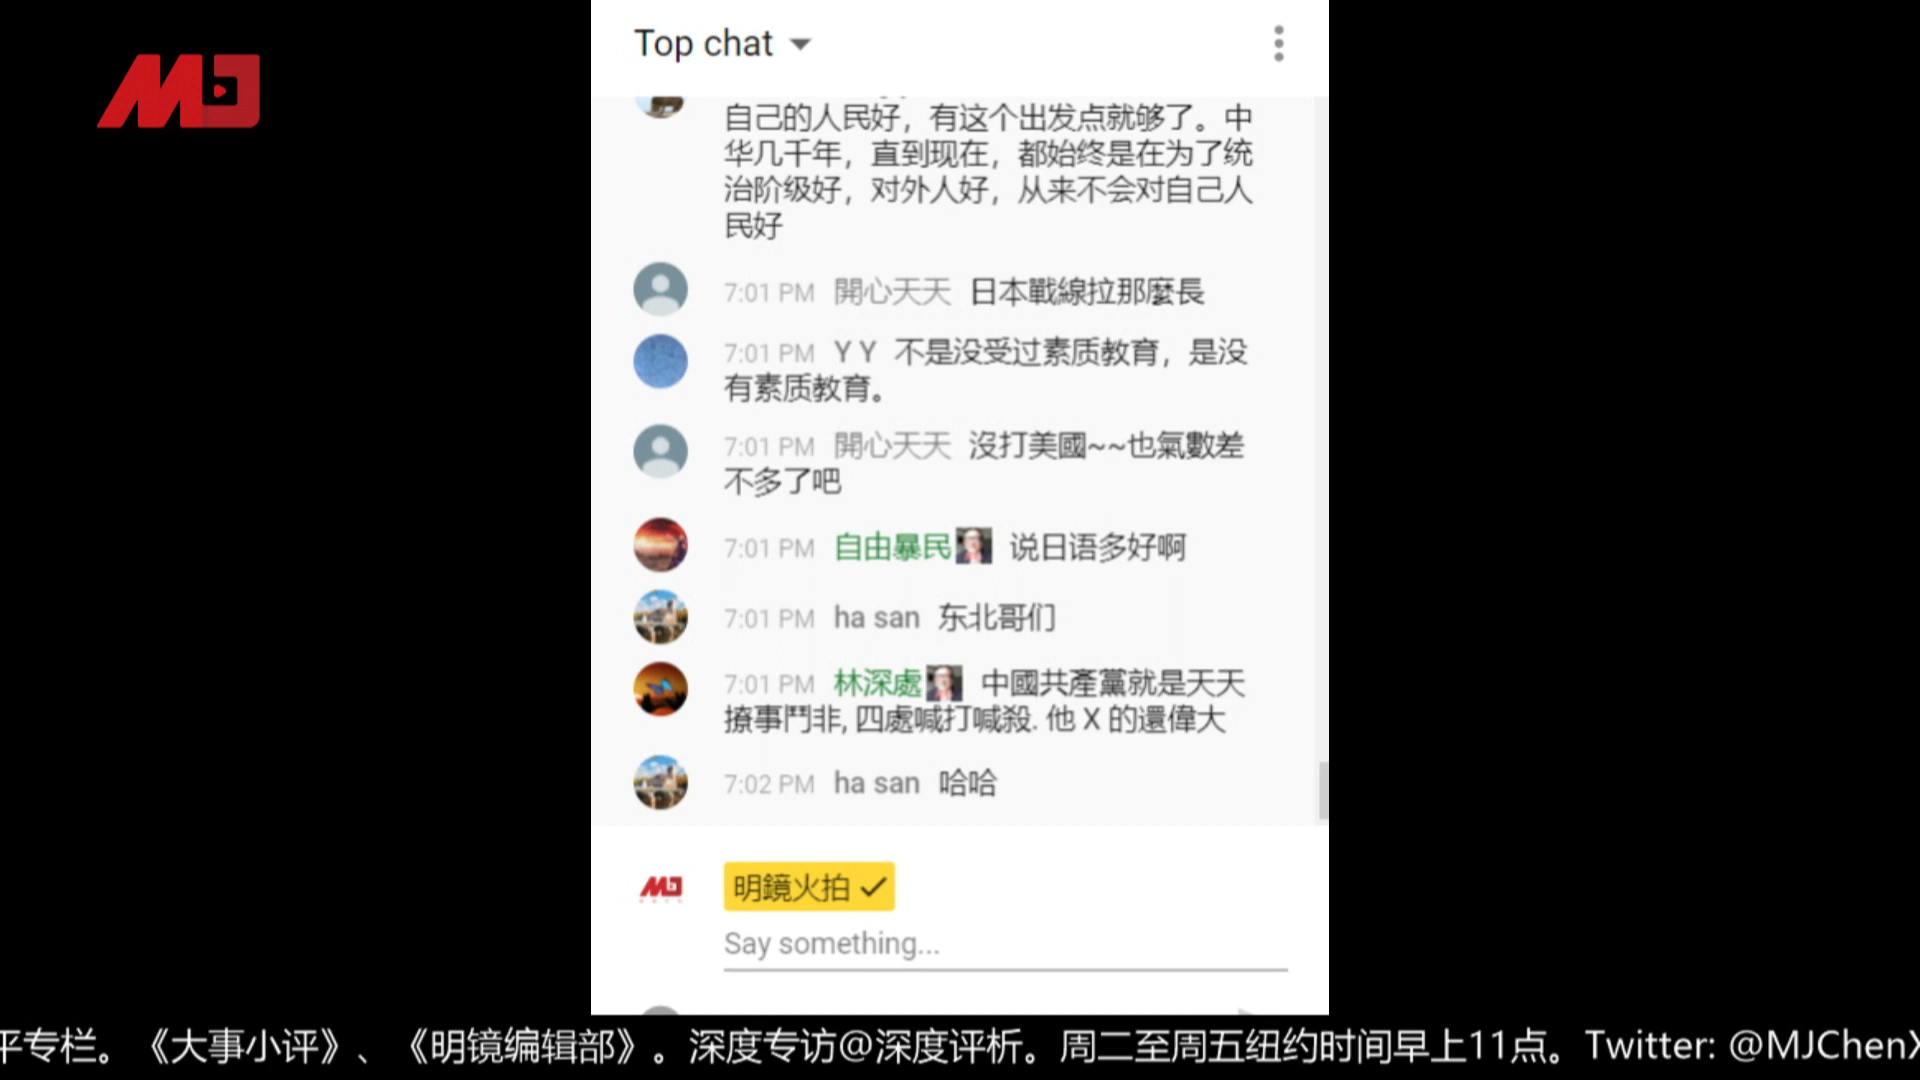 MJ
Top chat
自己的人民好，有这个出发点就够了。中
华几千年，直到现在，都始终是在为了统
治阶级好，对外人好，从来不会对自己人
民好
7:01 PM 開心天天 日本戰線拉那麼長
7:01 PM Y Y 不是没受过素质教育，是没
有素质教育。
7:01 PM 開心天天 沒打美國~~也氣數差
不多了吧
7:01 PM 自由暴民 说日语多好啊
7:01 PM ha san 东北哥们
7:01 PM 林深處 中國共產黨就是天天
撩事鬥非, 四處喊打喊殺. 他 X 的還偉大
7:02 PM ha san 哈哈
明鏡火拍
Say something...
平专栏。《大事小评》、《明镜编辑部》。深度专访@深度评析。周二至周五纽约时间早上11点。Twitter: @MJChenX